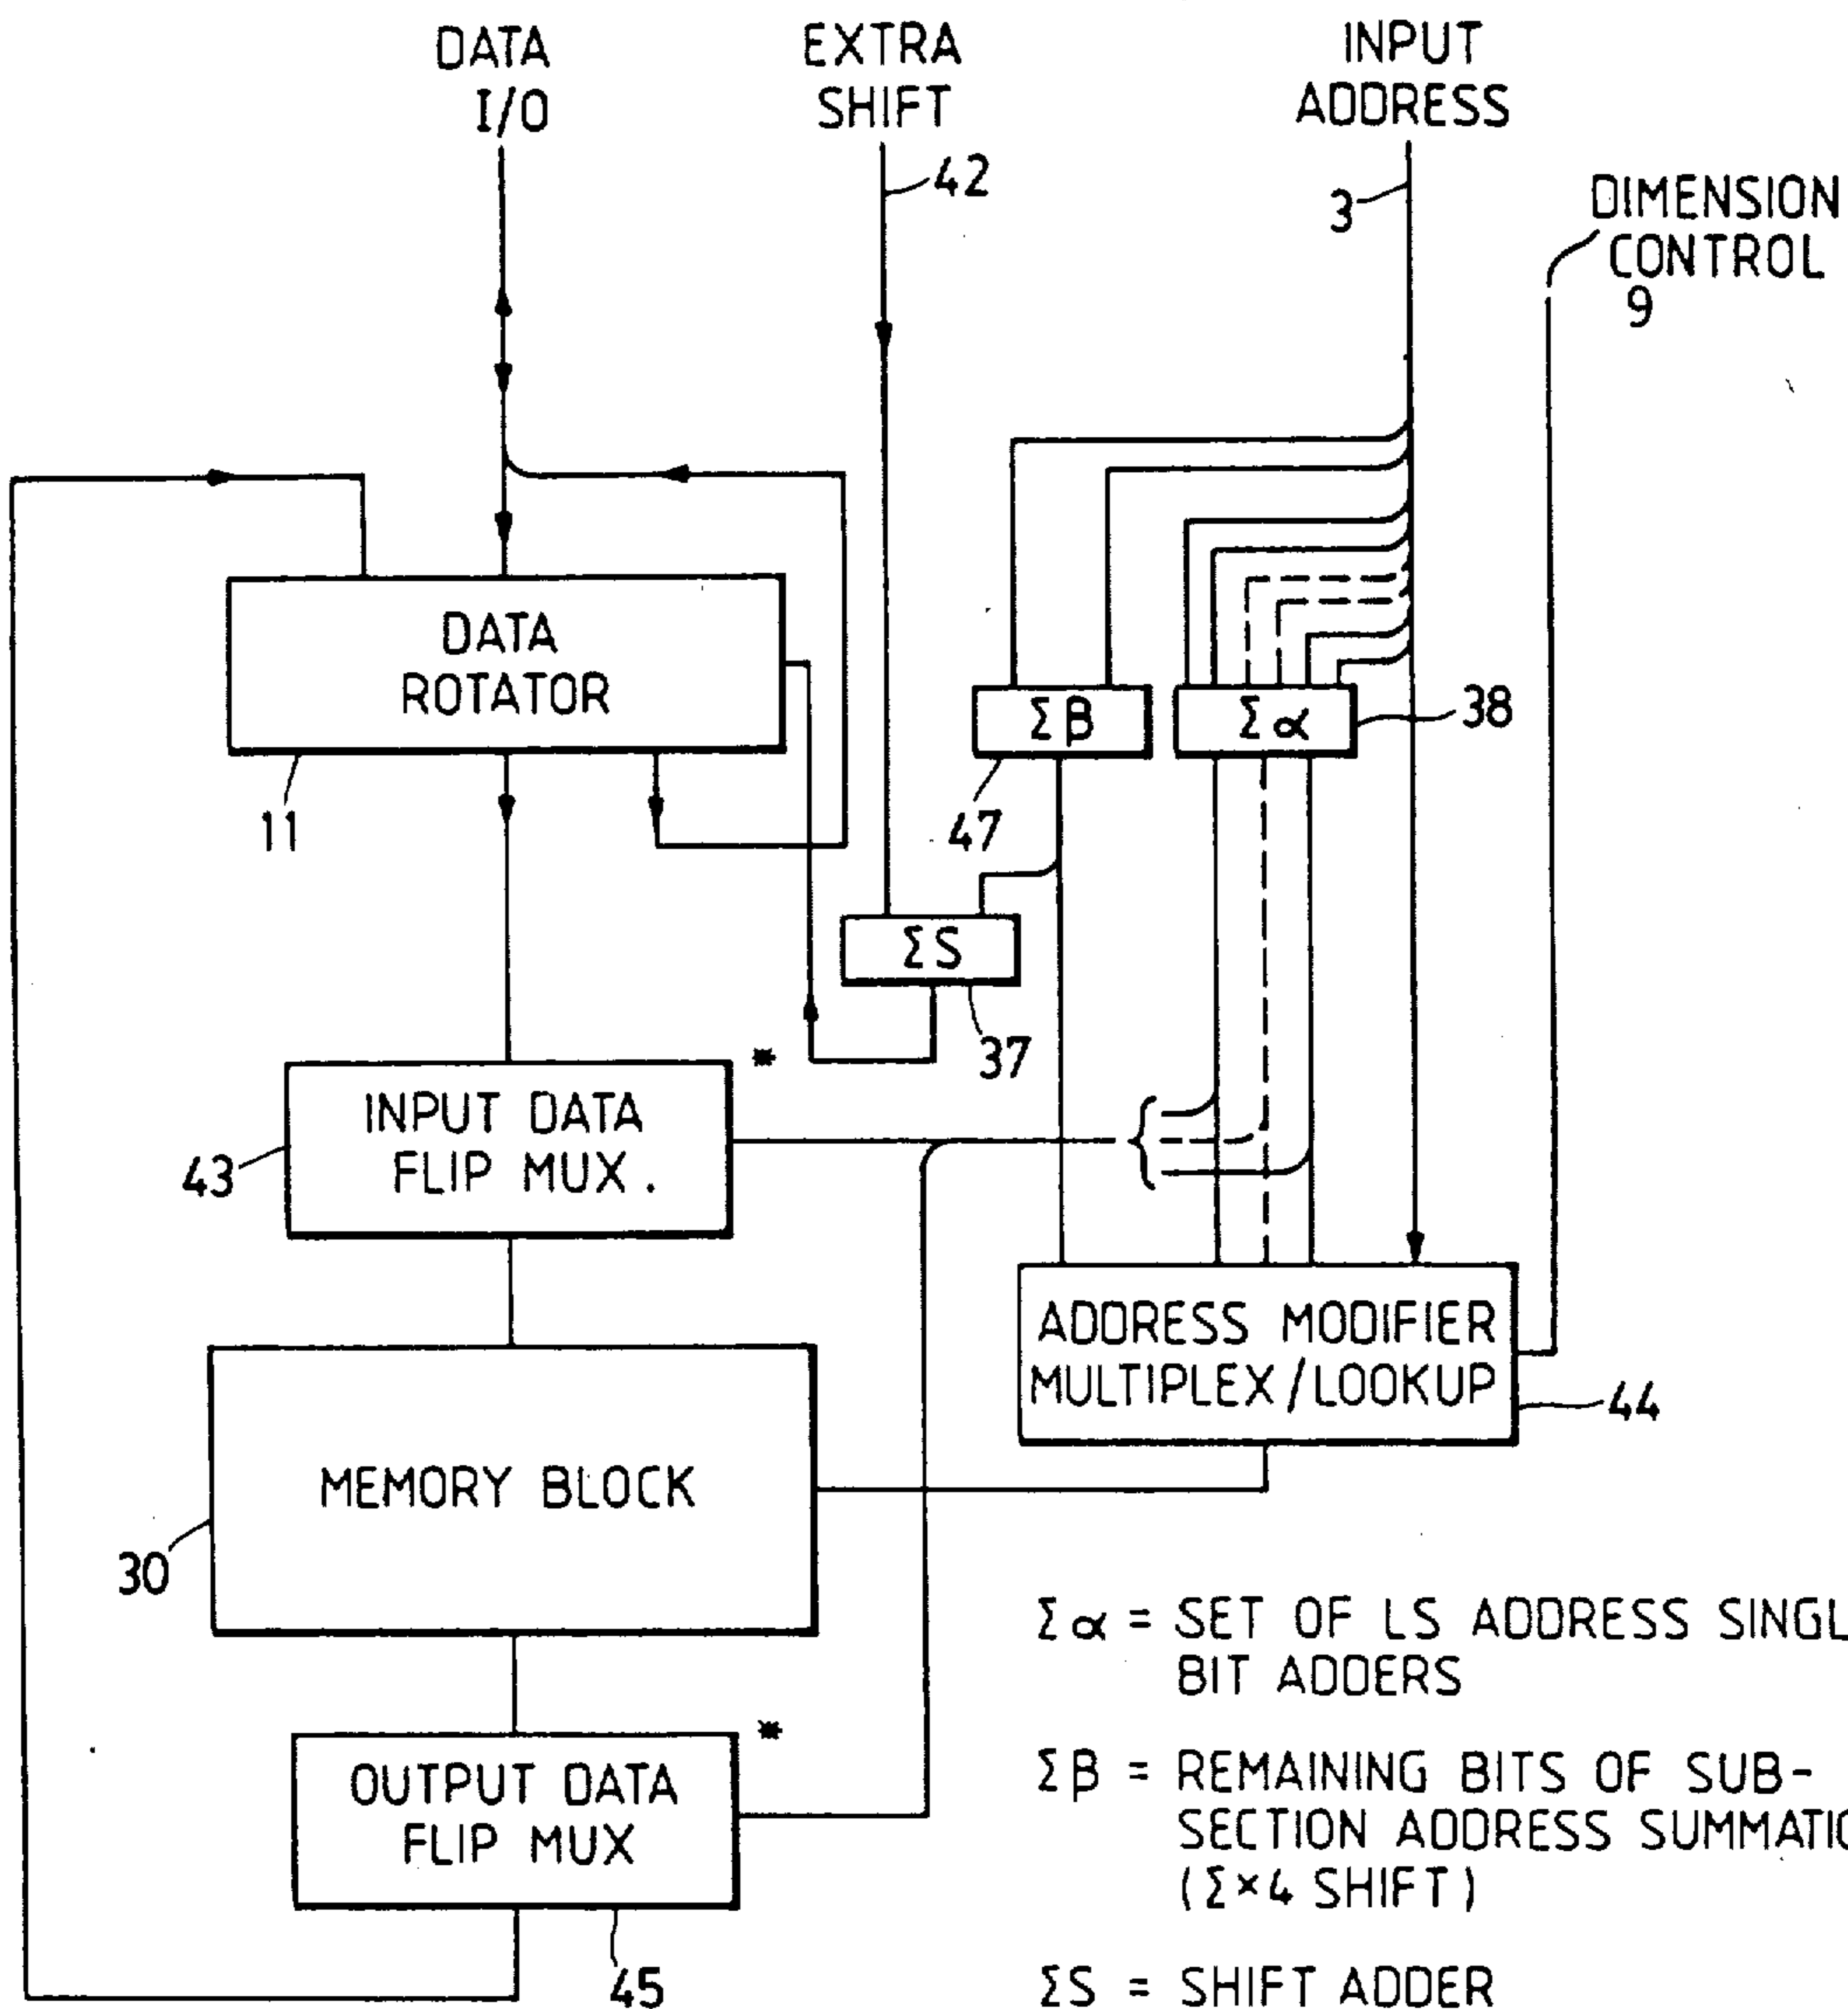 DATA
I/O
EXTRA
SHIFT
INPUT
ADDRESS
42
3
DIMENSION
CONTROL
9
DATA
ROTATOR
11
Σβ
Σα
38
47
ΣS
37
*
INPUT DATA
FLIP MUX.
43
ADDRESS MODIFIER
MULTIPLEX/LOOKUP
44
MEMORY BLOCK
30
*
OUTPUT DATA
FLIP MUX
45
Σα = SET OF LS ADDRESS SINGL
BIT ADDERS
Σβ = REMAINING BITS OF SUB-
SECTION ADDRESS SUMMATIO
(Σ×4 SHIFT)
ΣS = SHIFT ADDER